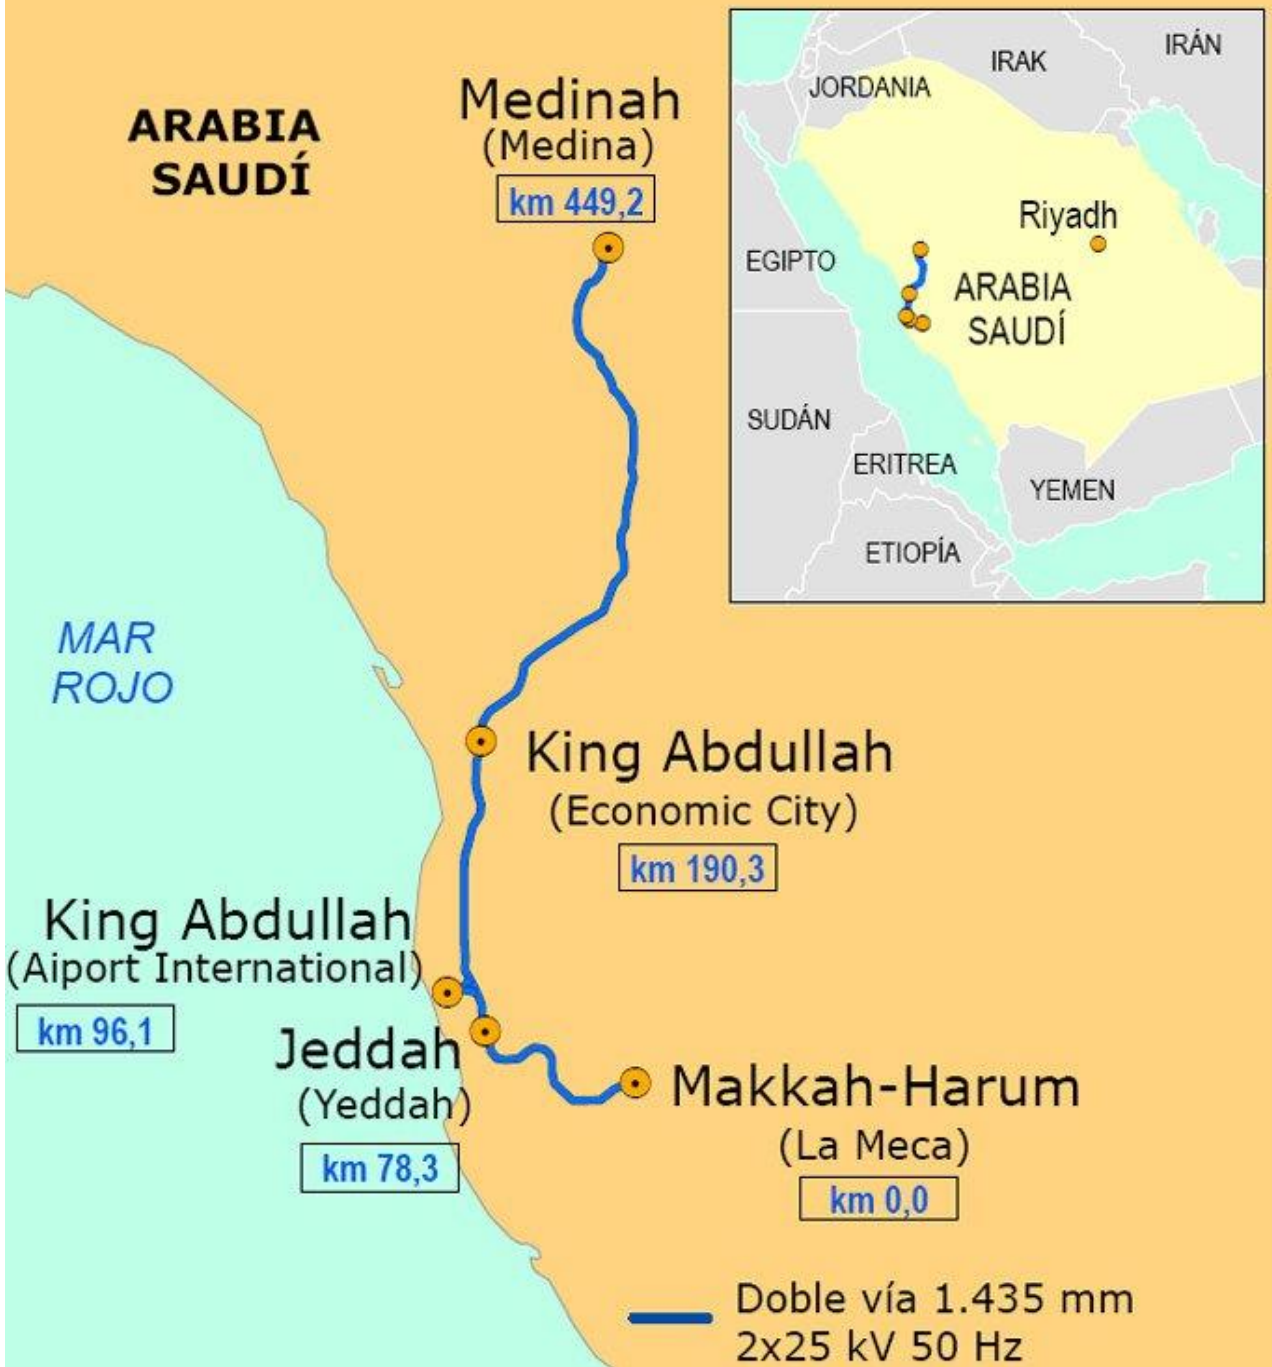 ARABIA
SAUDÍ
Medinah
(Medina)
km 449,2
JORDANIA
IRAK
IRÁN
Riyadh
EGIPTO
ARABIA
SAUDÍ
SUDÁN
ERITREA
YEMEN
ETIOPÍA
MAR
ROJO
King Abdullah
(Economic City)
km 190,3
King Abdullah
(Aiport International)
km 96,1
Jeddah
(Yeddah)
km 78,3
Makkah-Harum
(La Meca)
km 0,0
Doble vía 1.435 mm
2x25 kV 50 Hz